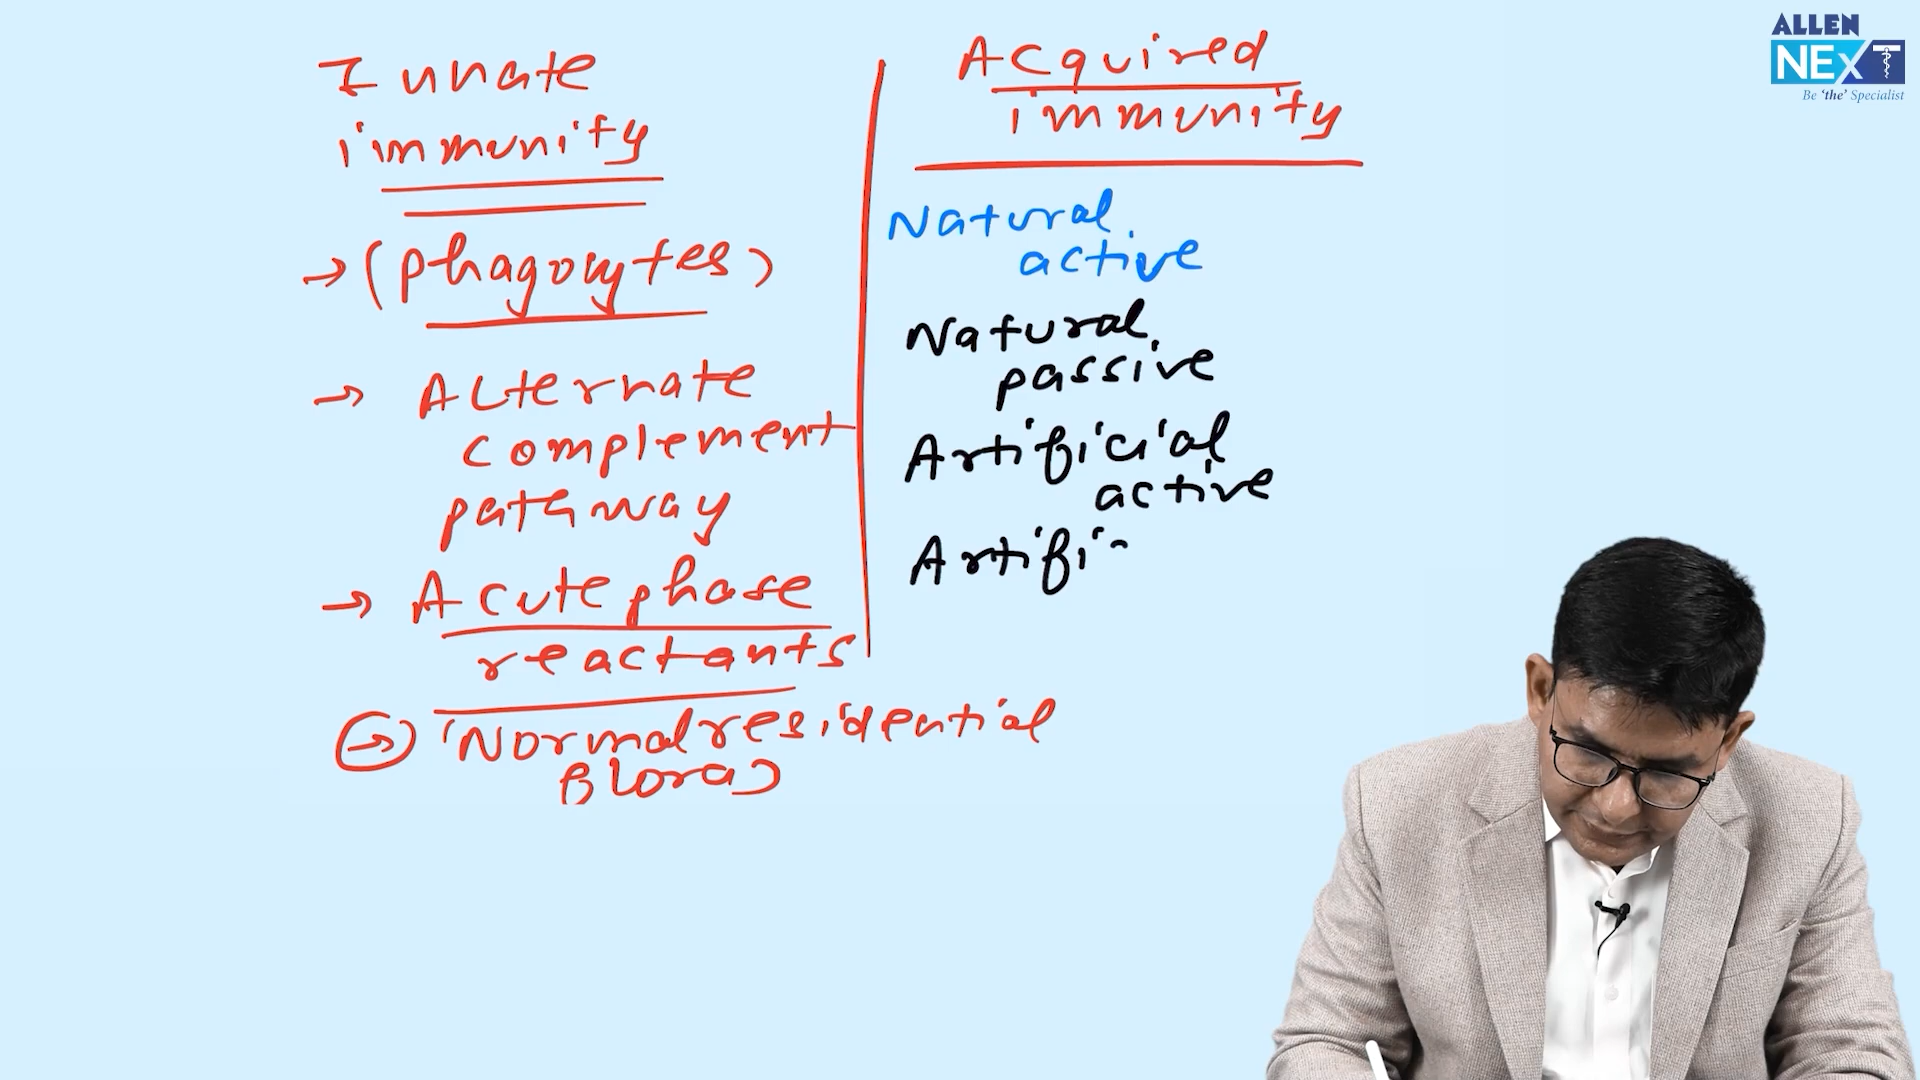 Innate
immunity
→ (Phagocytes)
→ Alternate
complement
pathway
→ Acute phase
reactants
→ (Normal residential
flora)
Acquired
immunity
Natural
active
Natural
passive
Artificial
active
Artifi
ALLEN
NEXT
Be 'the' Specialist